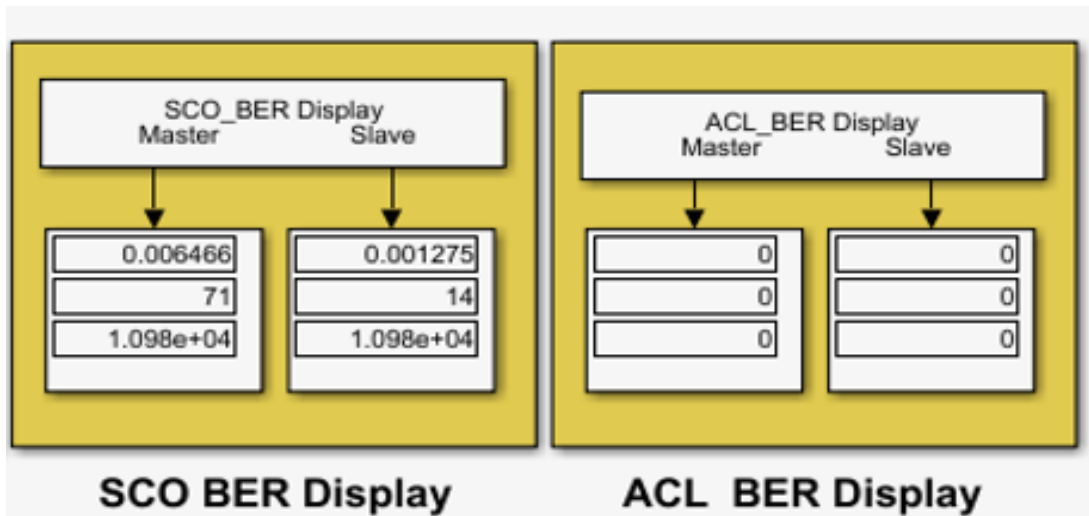 SCO_BER Display
Master Slave
0.006466
71
1.098e+04
0.001275
14
1.098e+04
SCO BER Display
ACL_BER Display
Master Slave
0
0
0
0
0
0
ACL BER Display